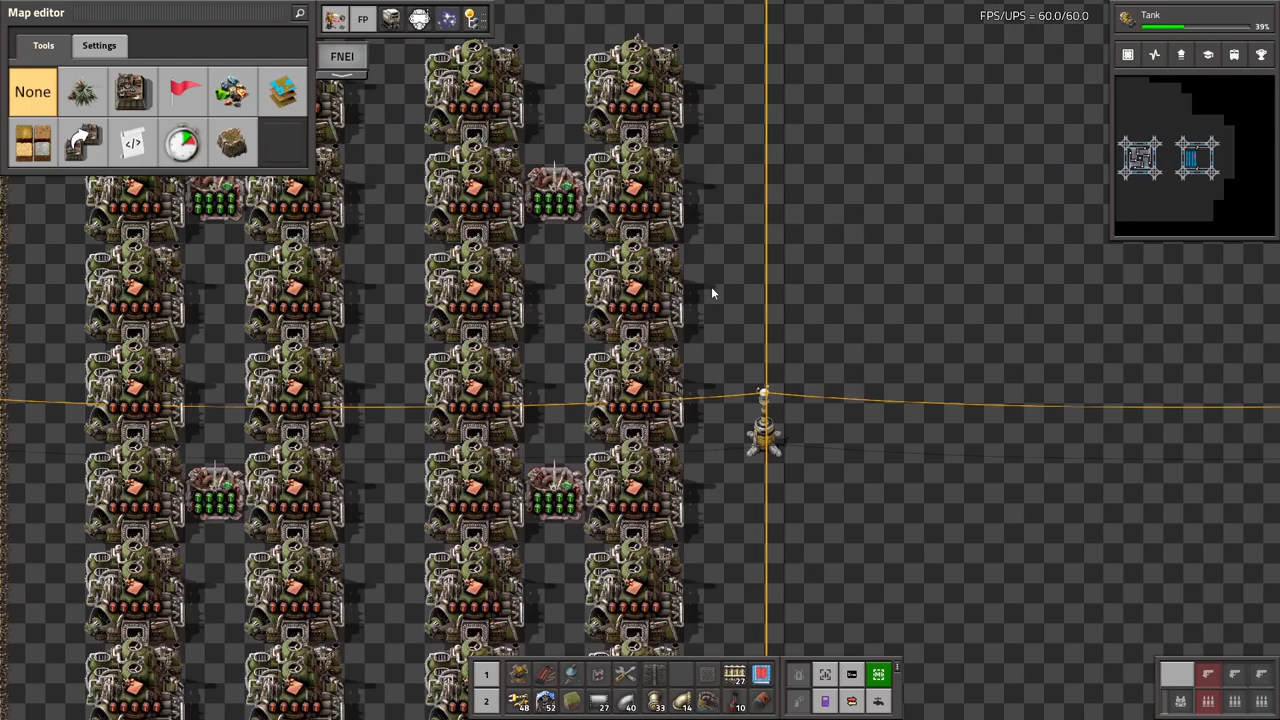 Map editor
FP
FPS/UPS = 60.0/60.0
Tank
39%
Tools
Settings
FNEI
None
</>
1
27
2
48
52
27
40
33
14
10